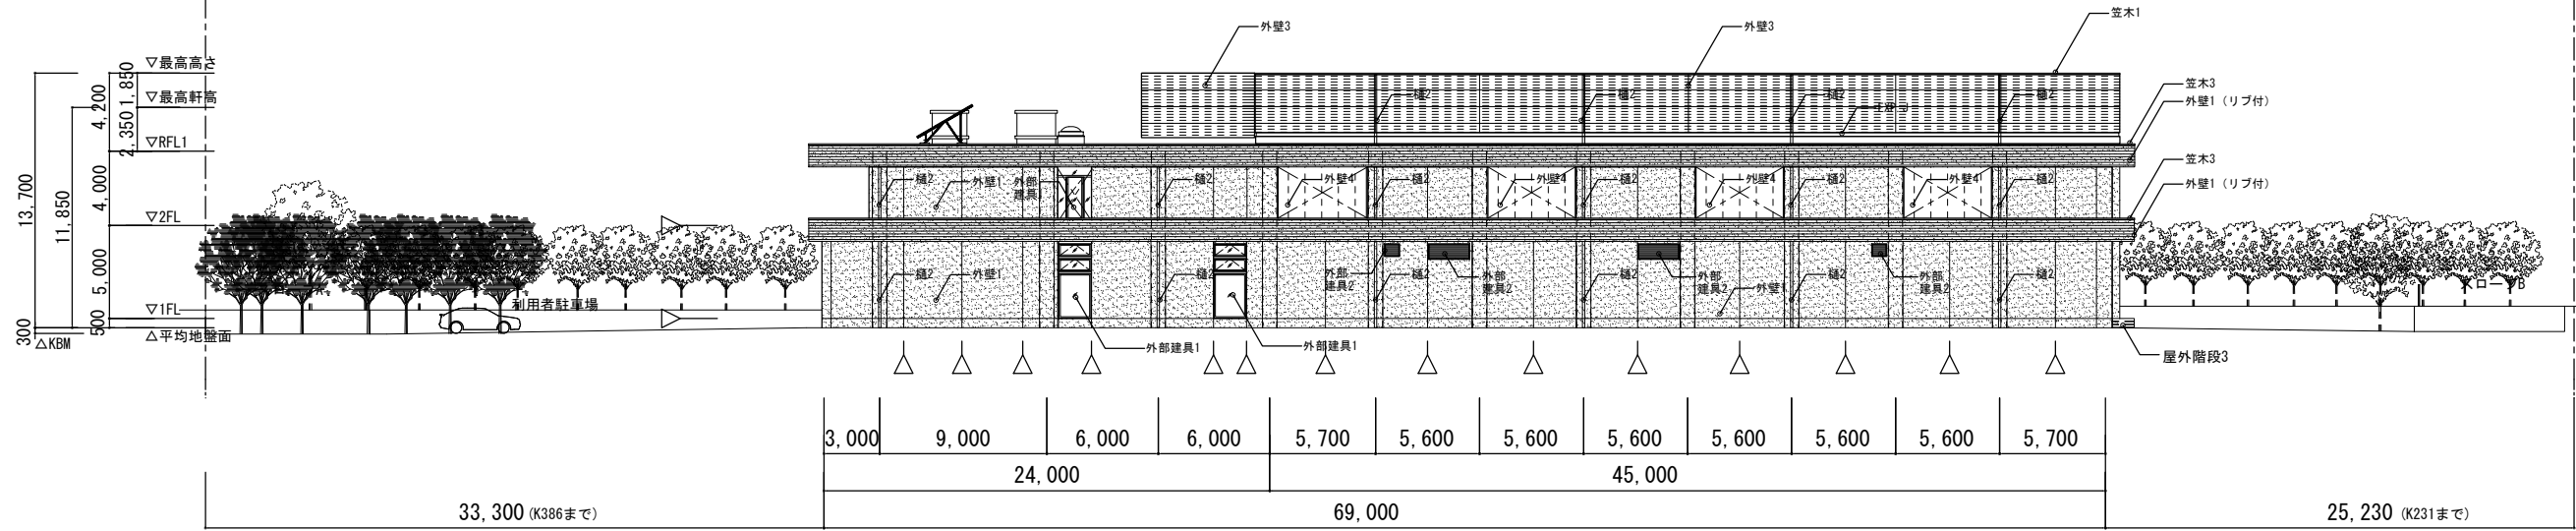 笠木1
外壁3
外壁3
▽最高高さ
▽最高軒高
▽RFL1
▽2FL
▽1FL
△平均地盤面
△KBM
13,700
11,850
300
4,200
4,000
5,000
500
1,850
2,350
樋2
樋2
樋2
樋2
EXP.J
笠木3
外壁1 (リブ付)
笠木3
外壁1 (リブ付)
樋2
外壁1
外部
建具1
樋2
外壁4
樋2
外壁4
樋2
外壁4
樋2
外壁4
樋2
樋2
外壁1
樋2
外部
建具2
樋2
外部
建具2
樋2
外部
建具2
外壁1
樋2
外部
建具2
樋2
利用者駐車場
スロープB
外部建具1
外部建具1
屋外階段3
3,000
9,000
6,000
6,000
5,700
5,600
5,600
5,600
5,600
5,600
5,600
5,700
24,000
45,000
33,300 (K386まで)
69,000
25,230 (K231まで)